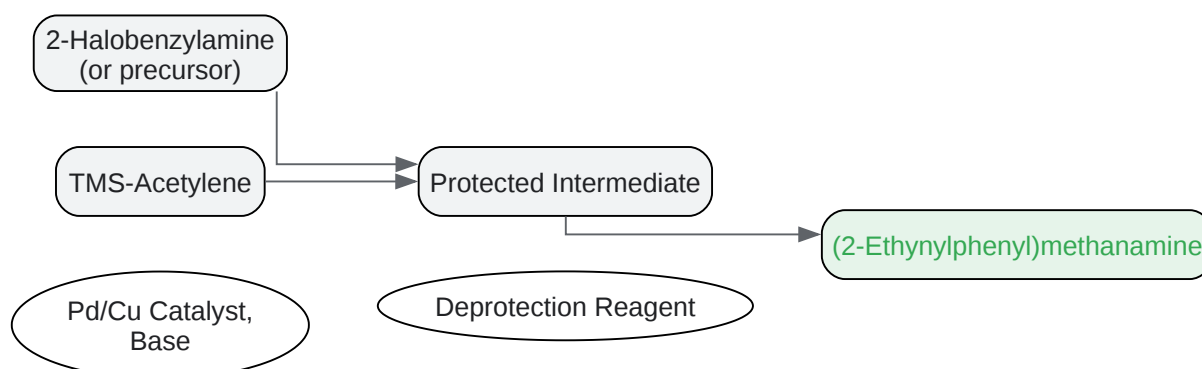 2-Halobenzylamine
(or precursor)
TMS-Acetylene
Protected Intermediate
(2-Ethynylphenyl)methanamine
Pd/Cu Catalyst,
Base
Deprotection Reagent